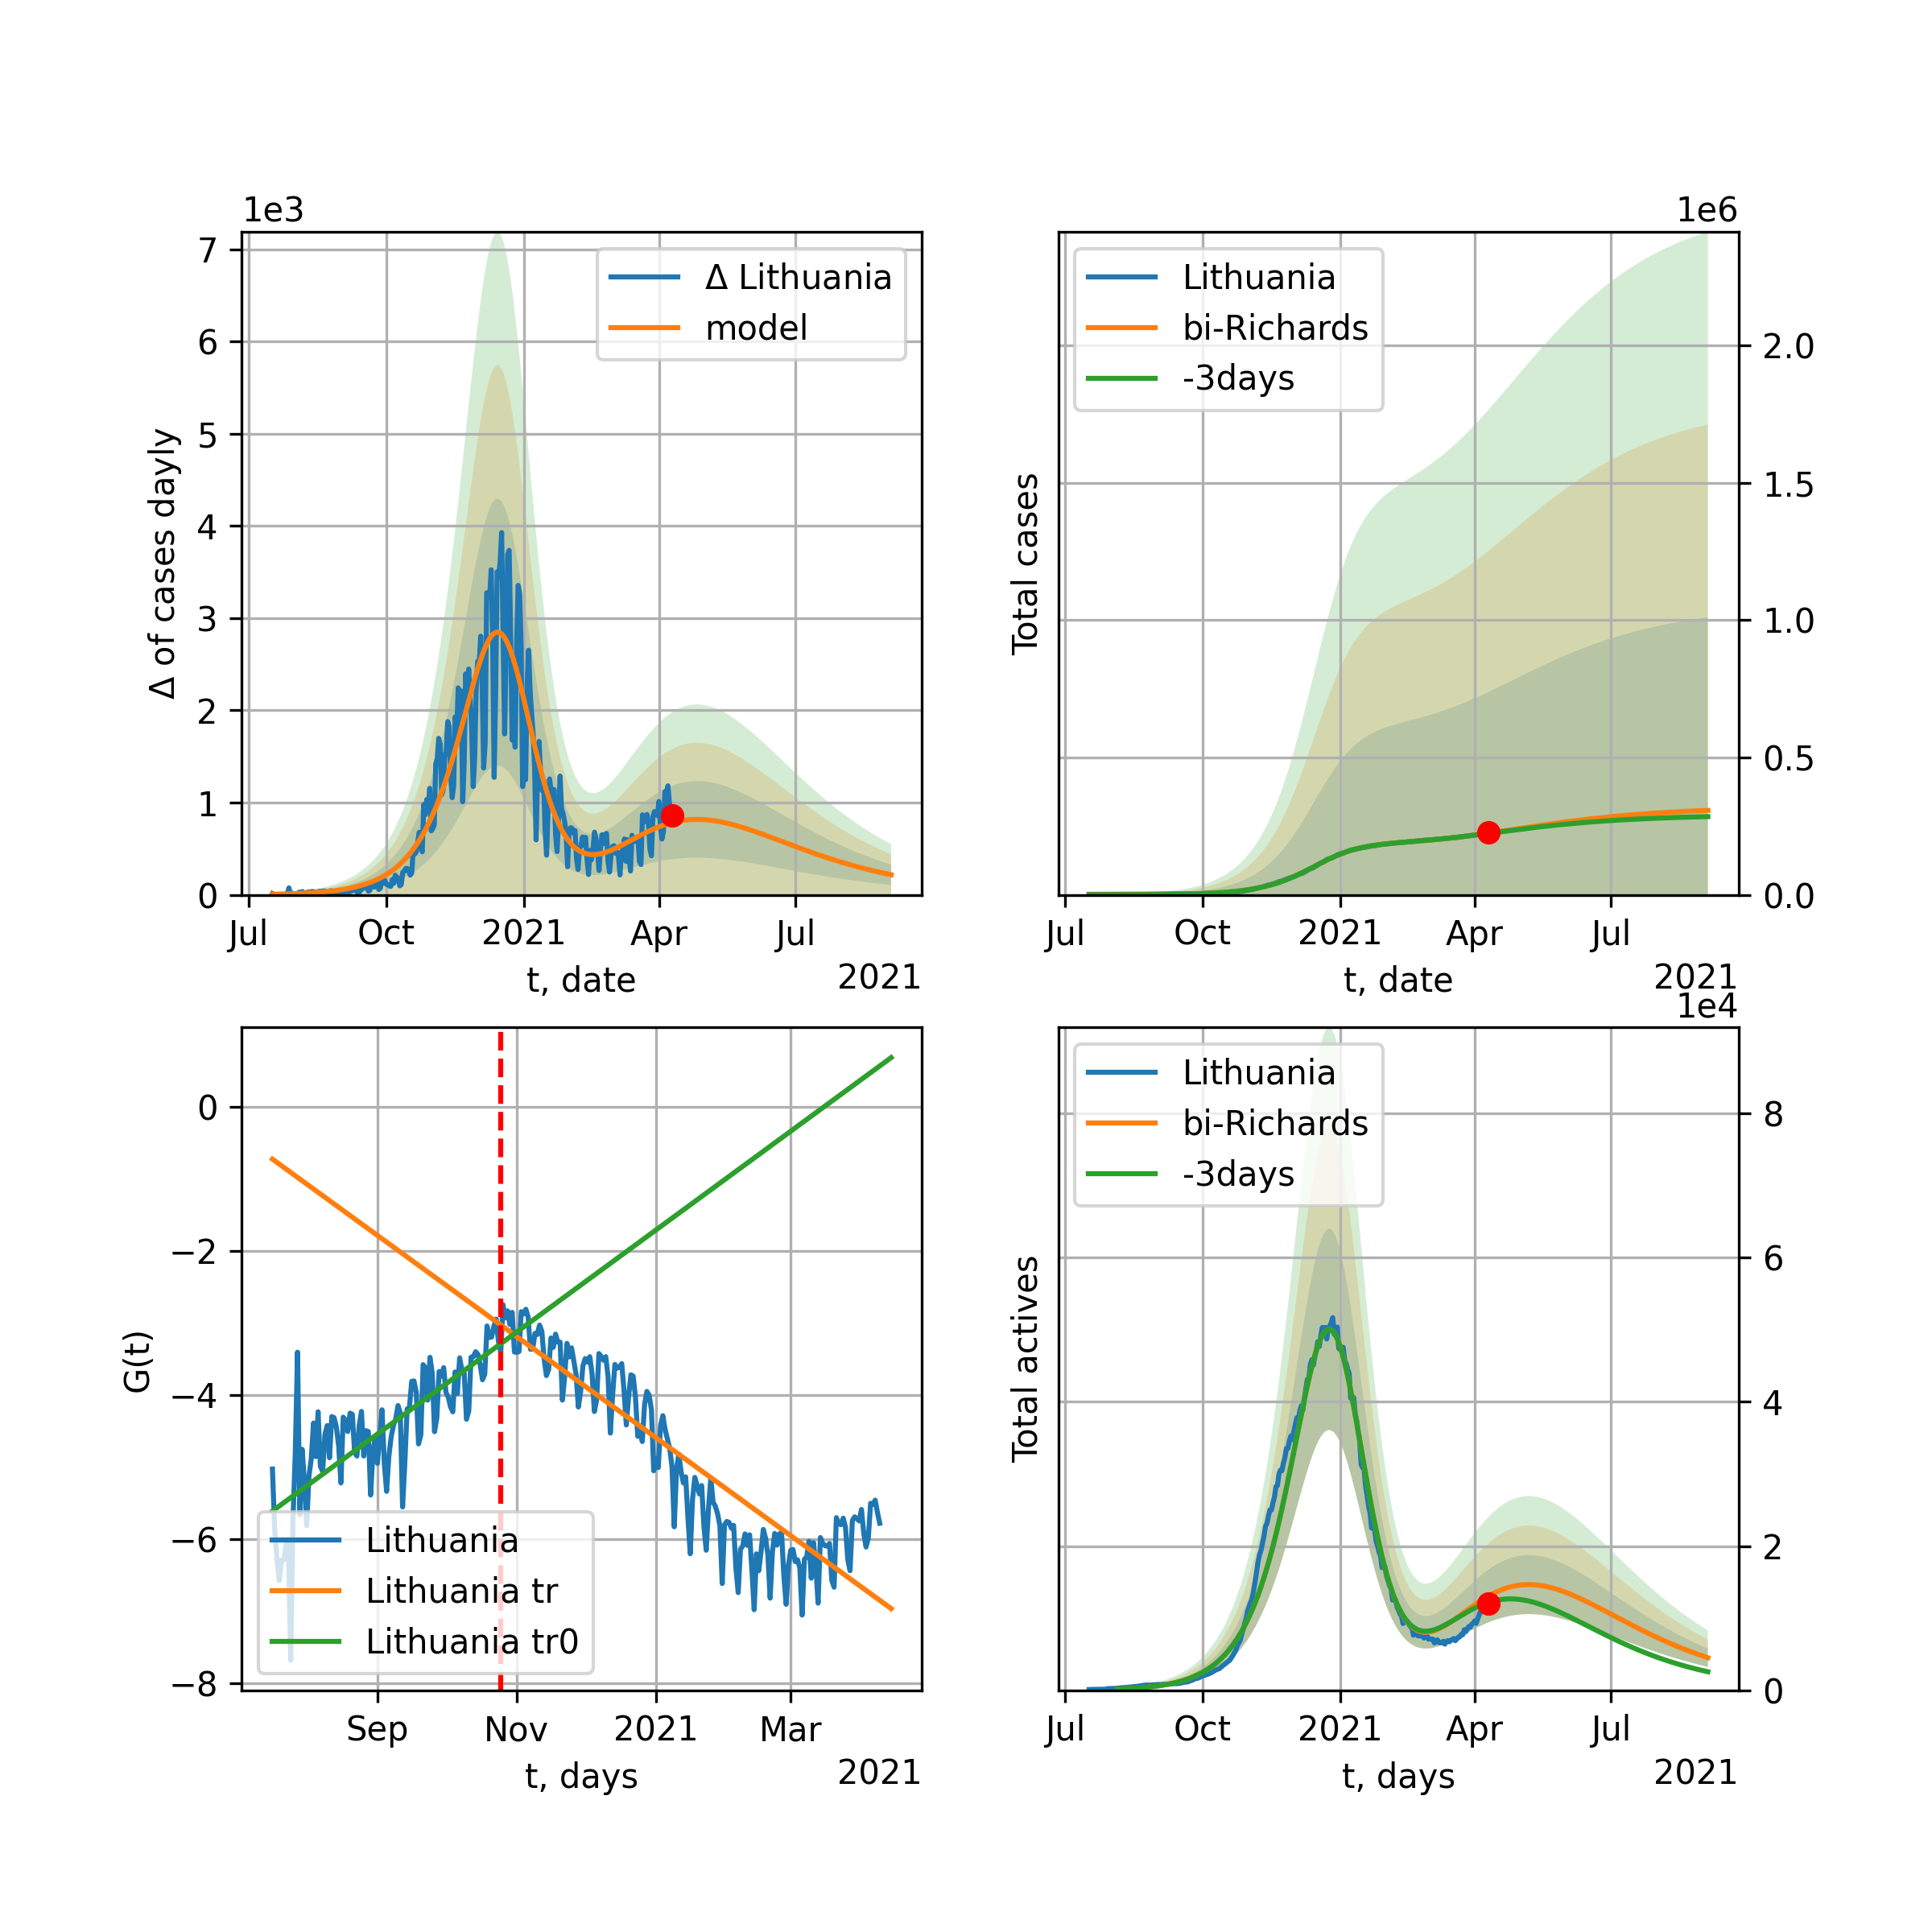 1e3
7
6
5
4
3
2
1
0
Δ of cases dayly
Δ Lithuania
model
Jul
Oct
2021
Apr
Jul
t, date
2021
1e6
Total cases
Lithuania
bi-Richards
-3days
2.0
1.5
1.0
0.5
0.0
Jul
Oct
2021
Apr
Jul
t, date
2021
0
−2
−4
−6
−8
G(t)
Lithuania
Lithuania tr
Lithuania tr0
Sep
Nov
2021
Mar
t, days
2021
1e4
Total actives
Lithuania
bi-Richards
-3days
8
6
4
2
0
Jul
Oct
2021
Apr
Jul
t, days
2021